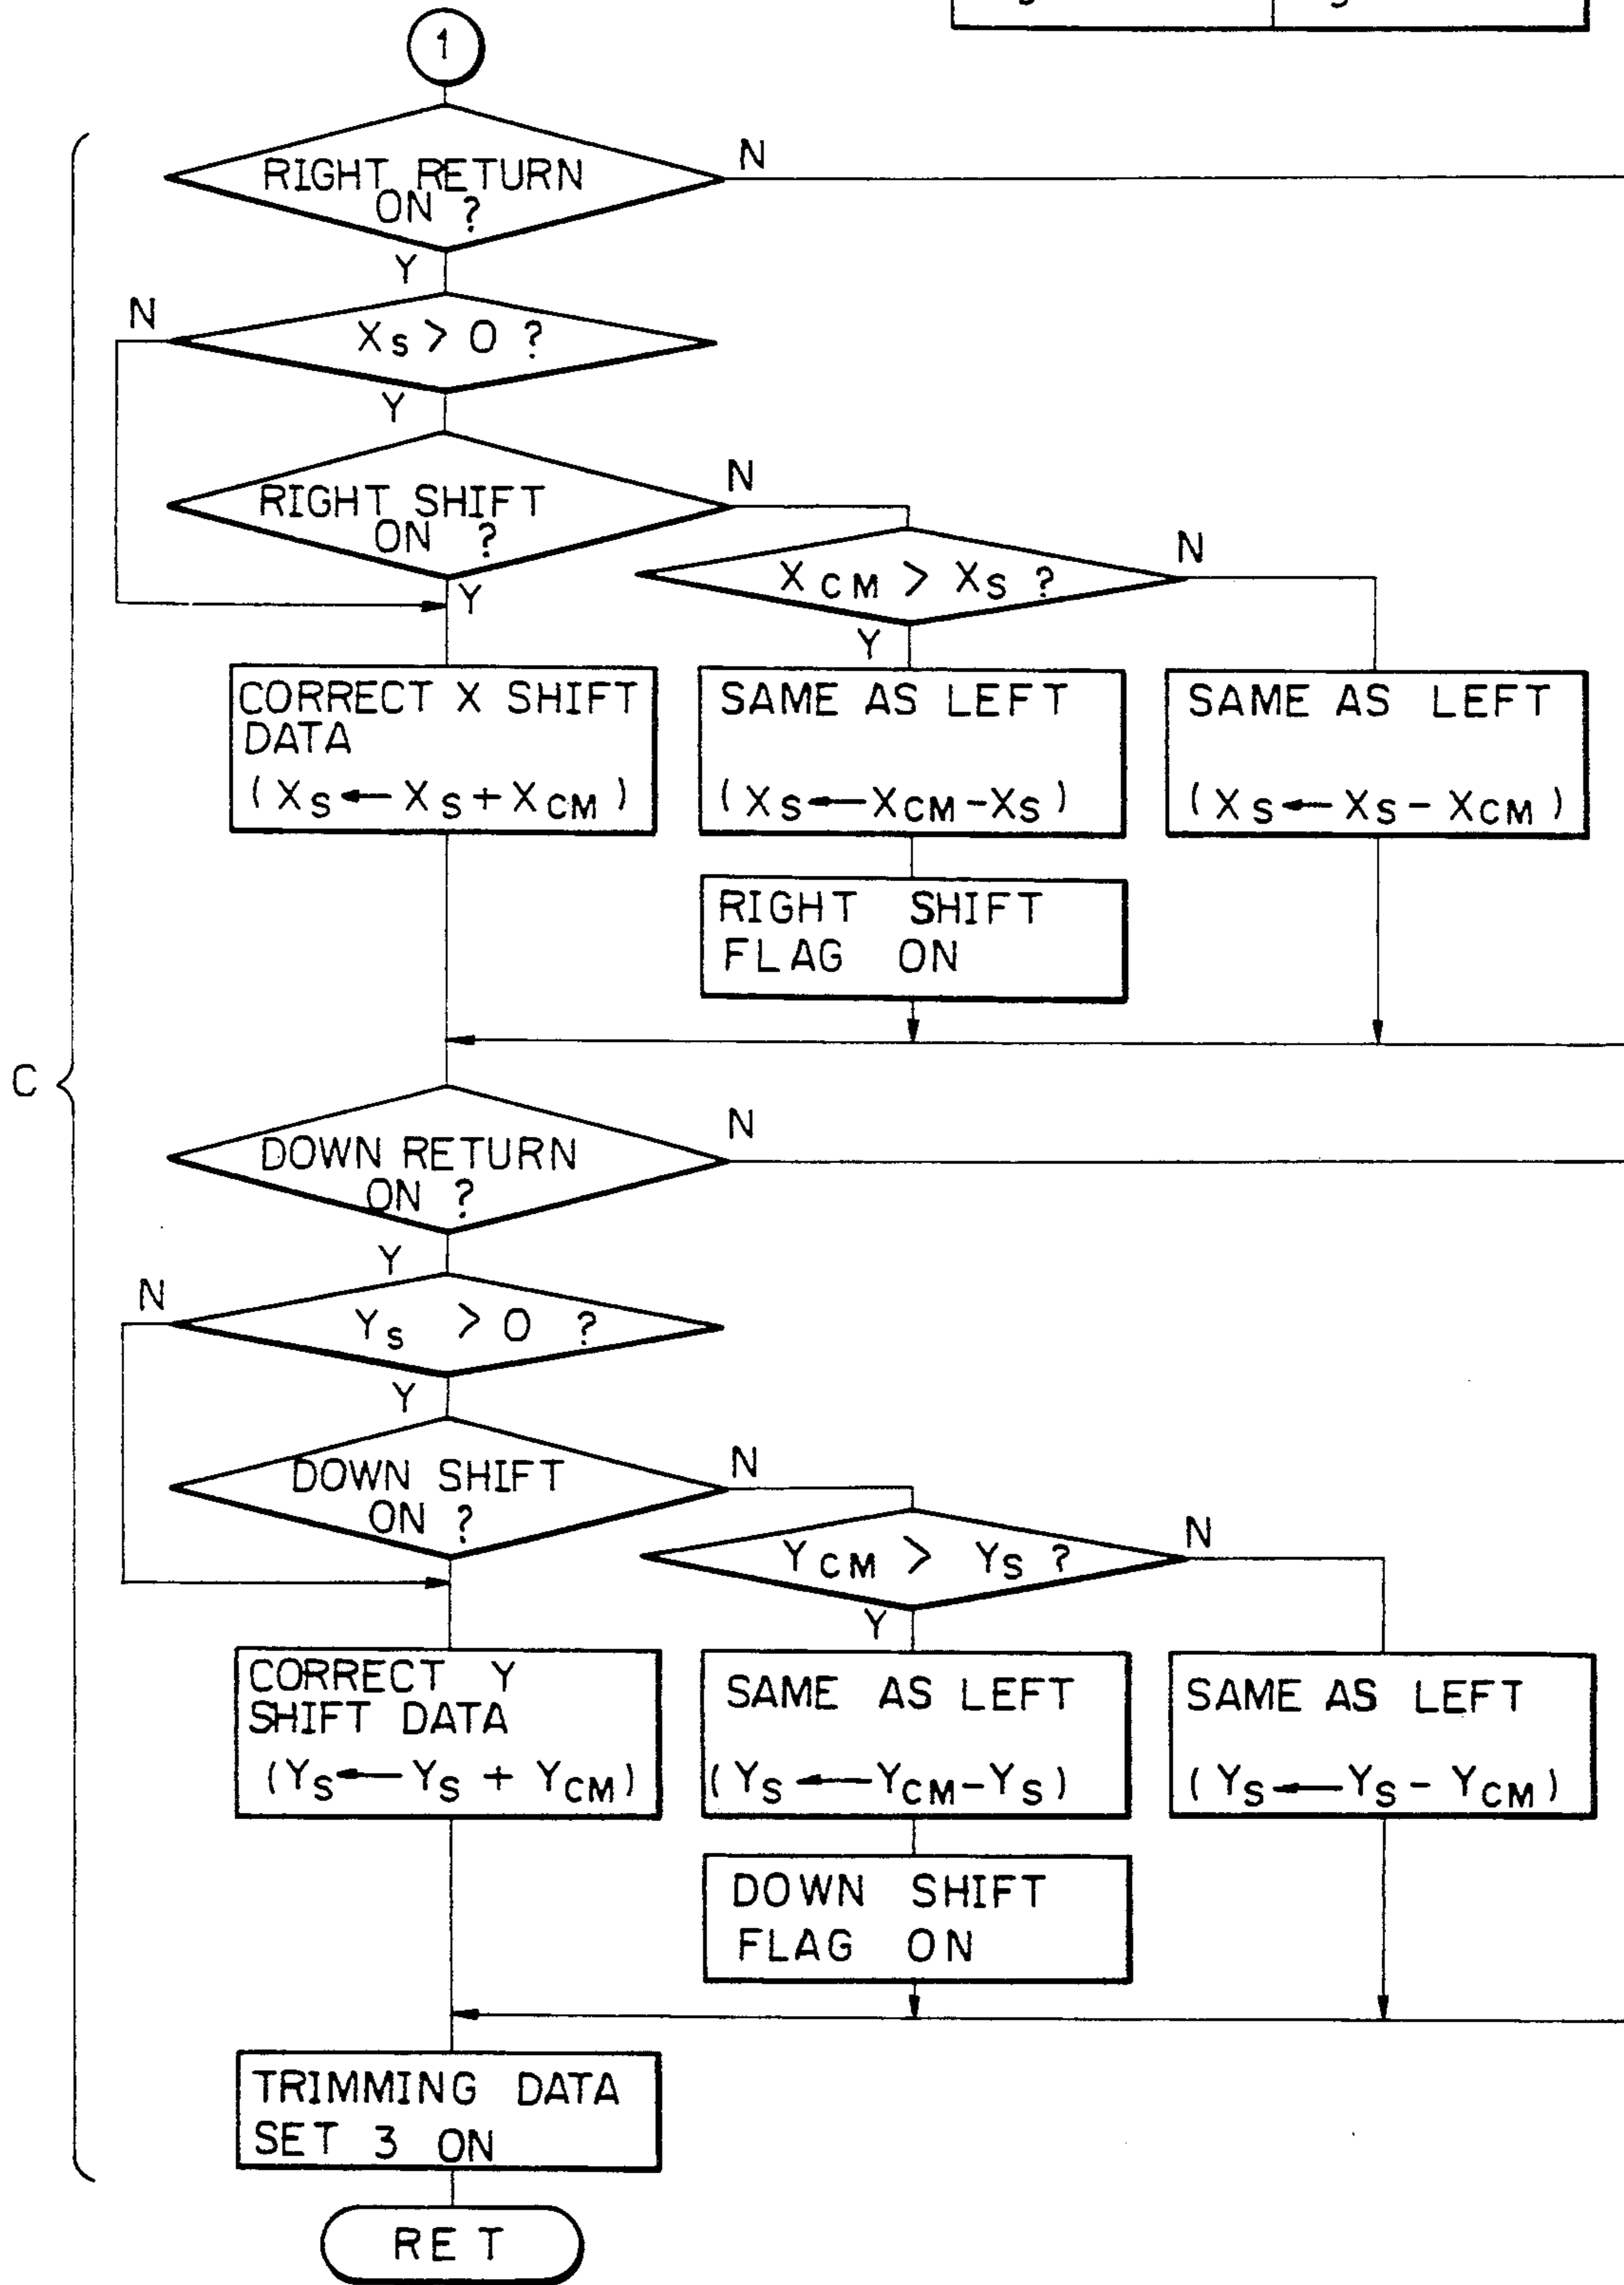 1
RIGHT RETURN
ON ?
N
Y
N
Xs > 0 ?
Y
RIGHT SHIFT
ON ?
N
Y
XCM > XS ?
N
Y
CORRECT X SHIFT
DATA
(XS ← XS + XCM)
SAME AS LEFT
(XS ← XCM - XS)
SAME AS LEFT
(XS ← XS - XCM)
RIGHT SHIFT
FLAG ON
C
DOWN RETURN
ON ?
N
Y
N
Ys > 0 ?
Y
DOWN SHIFT
ON ?
N
YCM > YS ?
N
Y
CORRECT Y
SHIFT DATA
(YS ← YS + YCM)
SAME AS LEFT
(YS ← YCM - YS)
SAME AS LEFT
(YS ← YS - YCM)
DOWN SHIFT
FLAG ON
TRIMMING DATA
SET 3 ON
RET